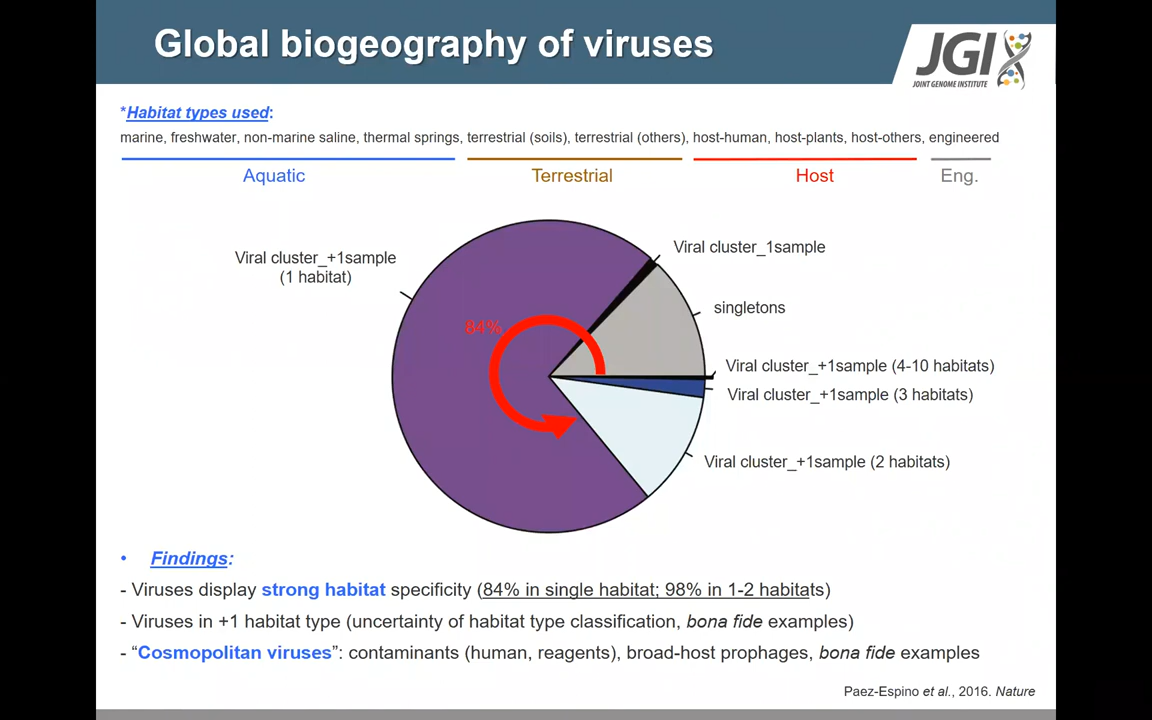 Global biogeography of viruses
JGI
JOINT GENOME INSTITUTE
*Habitat types used:
marine, freshwater, non-marine saline, thermal springs, terrestrial (soils), terrestrial (others), host-human, host-plants, host-others, engineered
Aquatic
Terrestrial
Host
Eng.
Viral cluster_+1sample
(1 habitat)
Viral cluster_1sample
singletons
84%
Viral cluster_+1sample (4-10 habitats)
Viral cluster_+1sample (3 habitats)
Viral cluster_+1sample (2 habitats)
• Findings:
- Viruses display strong habitat specificity (84% in single habitat; 98% in 1-2 habitats)
- Viruses in +1 habitat type (uncertainty of habitat type classification, bona fide examples)
- “Cosmopolitan viruses”: contaminants (human, reagents), broad-host prophages, bona fide examples
Paez-Espino et al., 2016. Nature